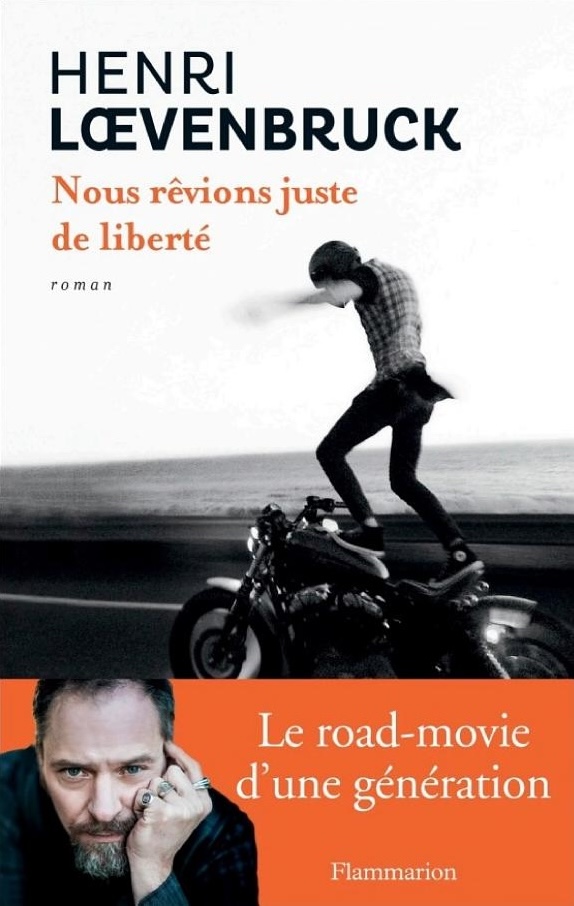 HENRI
LŒVENBRUCK
Nous rêvions juste
de liberté
roman
Le road-movie
d'une génération
Flammarion